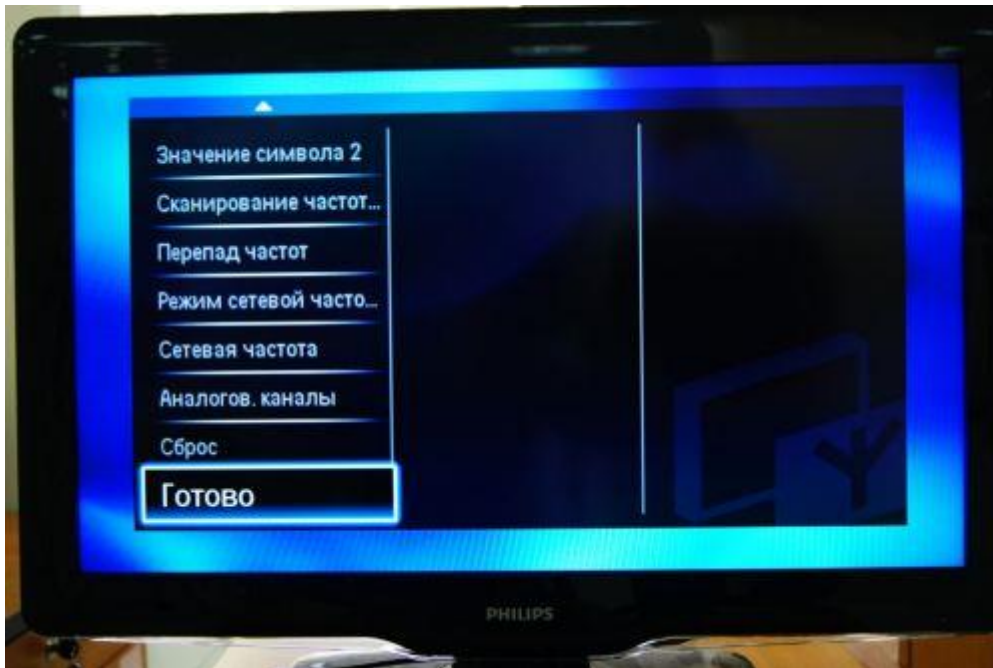 Значение символа 2
Сканирование частот...
Перепад частот
Режим сетевой часто...
Сетевая частота
Аналогов. каналы
Сброс
Готово
PHILIPS